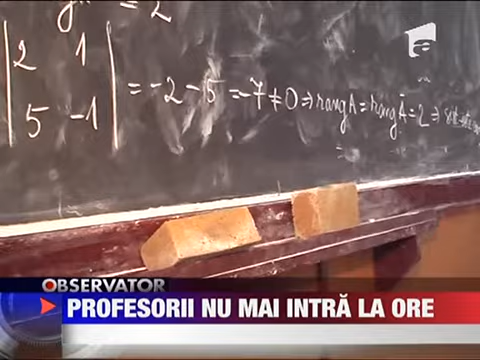 = 2
2 1
5 -1
= -2 - 5 = -7 ≠ 0 ⇒ rang A = rang Ā = 2 ⇒
OBSERVATOR
PROFESORII NU MAI INTRĂ LA ORE